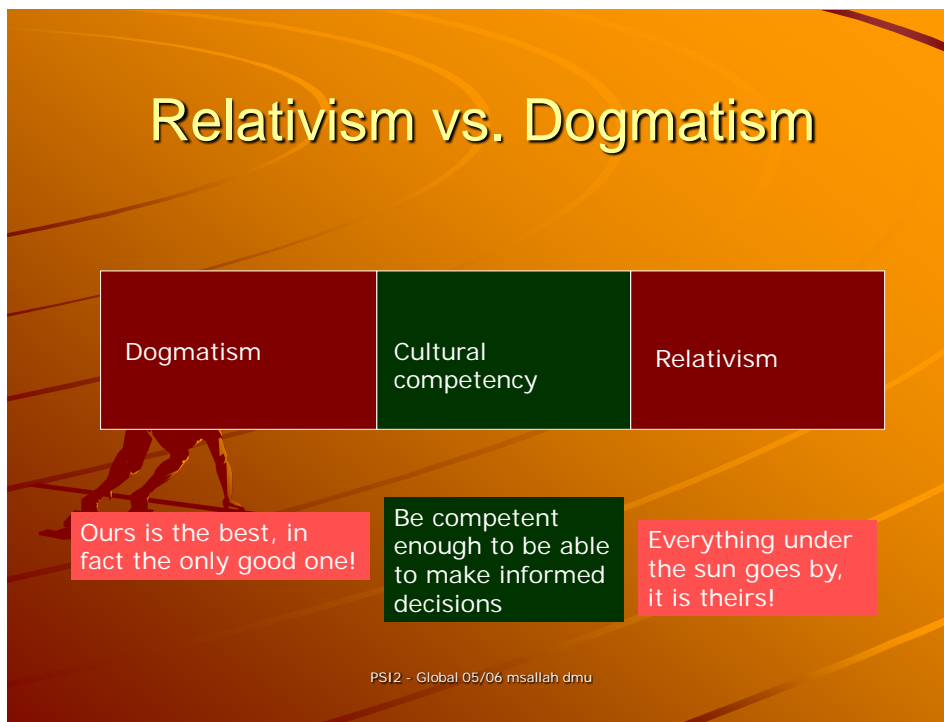 Relativism vs. Dogmatism
Dogmatism
Cultural
competency
Relativism
Ours is the best, in
fact the only good one!
Be competent
enough to be able
to make informed
decisions
Everything under
the sun goes by,
it is theirs!
PSI2 - Global 05/06 msallah dmu